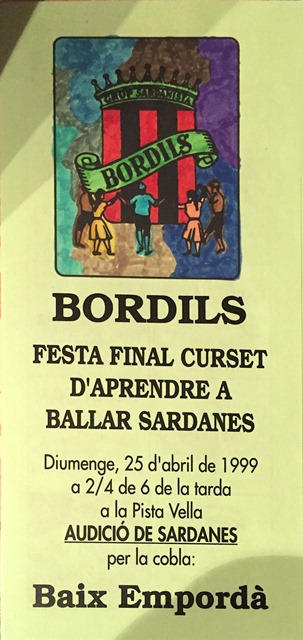 GRUP SARDANISTA
BORDILS
BORDILS
FESTA FINAL CURSET
D'APRENDRE A
BALLAR SARDANES
Diumenge, 25 d'abril de 1999
a 2/4 de 6 de la tarda
a la Pista Vella
AUDICIÓ DE SARDANES
per la cobla:
Baix Empordà